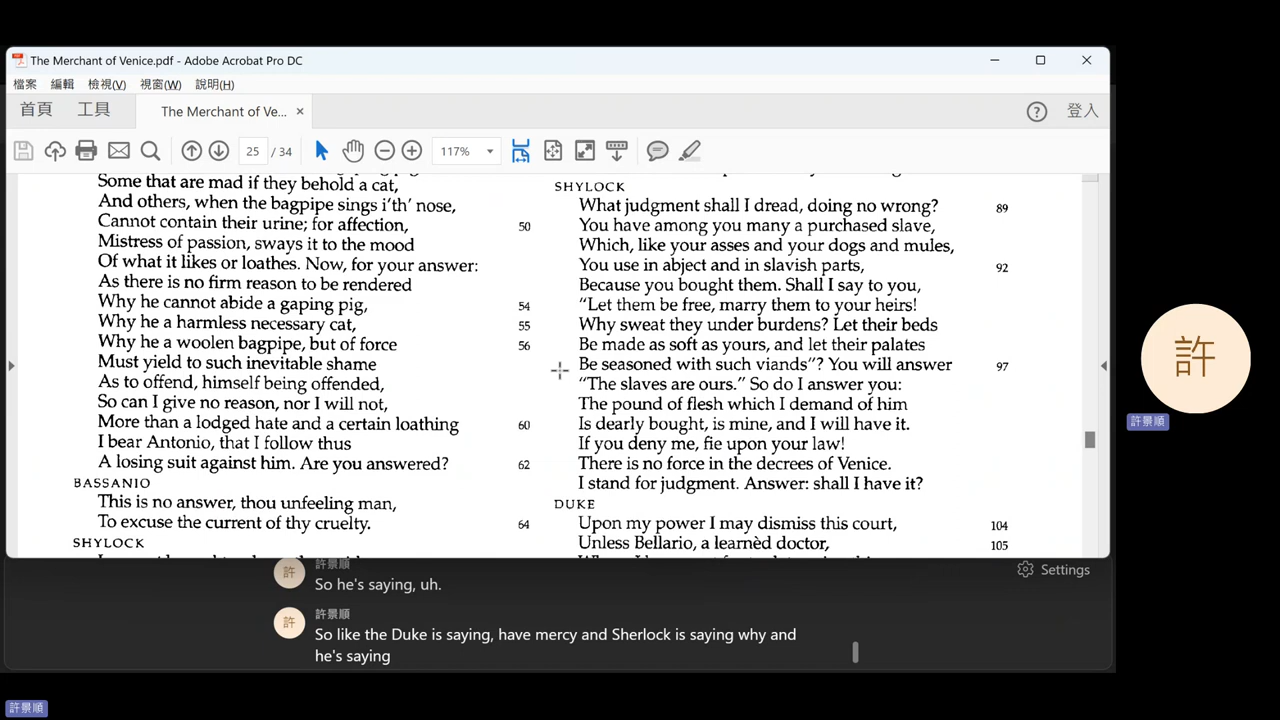 The Merchant of Venice.pdf - Adobe Acrobat Pro DC
檔案 編輯 檢視(V) 視窗(W) 說明(H)
首頁 工具 The Merchant of Ve... × 登入
25 / 34 117%
Some that are mad if they behold a cat,
And others, when the bagpipe sings i'th' nose,
Cannot contain their urine; for affection, 50
Mistress of passion, sways it to the mood
Of what it likes or loathes. Now, for your answer:
As there is no firm reason to be rendered
Why he cannot abide a gaping pig, 54
Why he a harmless necessary cat, 55
Why he a woolen bagpipe, but of force 56
Must yield to such inevitable shame
As to offend, himself being offended,
So can I give no reason, nor I will not,
More than a lodged hate and a certain loathing 60
I bear Antonio, that I follow thus
A losing suit against him. Are you answered? 62
BASSANIO
This is no answer, thou unfeeling man,
To excuse the current of thy cruelty. 64
SHYLOCK
SHYLOCK
What judgment shall I dread, doing no wrong? 89
You have among you many a purchased slave,
Which, like your asses and your dogs and mules,
You use in abject and in slavish parts, 92
Because you bought them. Shall I say to you,
“Let them be free, marry them to your heirs!
Why sweat they under burdens? Let their beds
Be made as soft as yours, and let their palates
Be seasoned with such viands”? You will answer 97
“The slaves are ours.” So do I answer you:
The pound of flesh which I demand of him
Is dearly bought, is mine, and I will have it.
If you deny me, fie upon your law!
There is no force in the decrees of Venice.
I stand for judgment. Answer: shall I have it?
DUKE
Upon my power I may dismiss this court, 104
Unless Bellario, a learnèd doctor, 105
許
許景順
許 許景順
So he's saying, uh.
Settings
許 許景順
So like the Duke is saying, have mercy and Sherlock is saying why and
he's saying
許景順